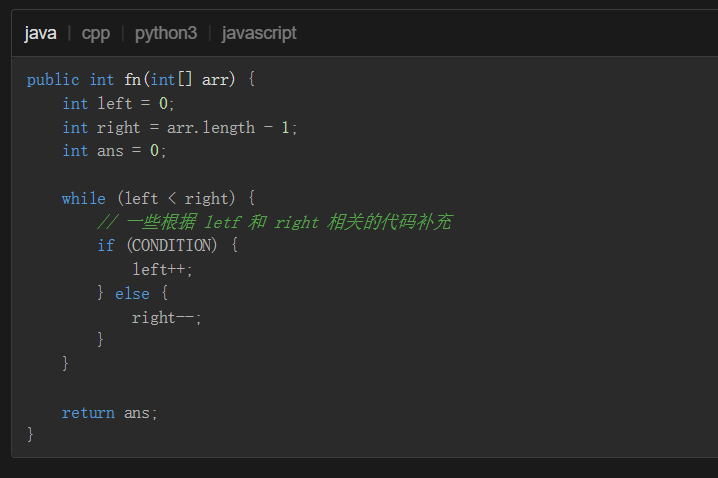 java | cpp | python3 | javascript
public int fn(int[] arr) {
    int left = 0;
    int right = arr.length - 1;
    int ans = 0;
    while (left < right) {
        // 一些根据 letf 和 right 相关的代码补充
        if (CONDITION) {
            left++;
        } else {
            right--;
        }
    }
    return ans;
}